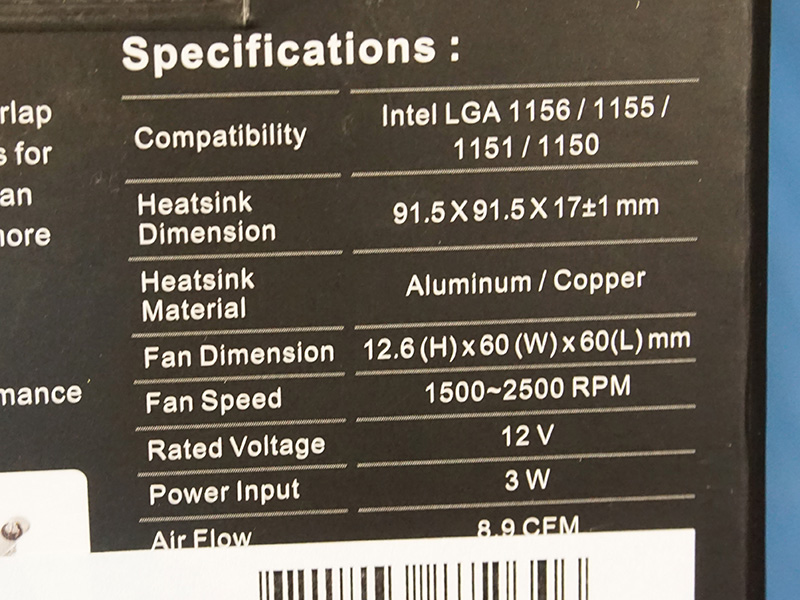 Specifications :
rlap
s for
an
nore
mance
Compatibility
Intel LGA 1156 / 1155 /
1151 / 1150
Heatsink
Dimension
91.5 X 91.5 X 17±1 mm
Heatsink
Material
Aluminum / Copper
Fan Dimension 12.6 (H) x 60 (W) x 60(L) mm
Fan Speed 1500~2500 RPM
Rated Voltage 12 V
Power Input 3 W
Air Flow 8.9 CFM